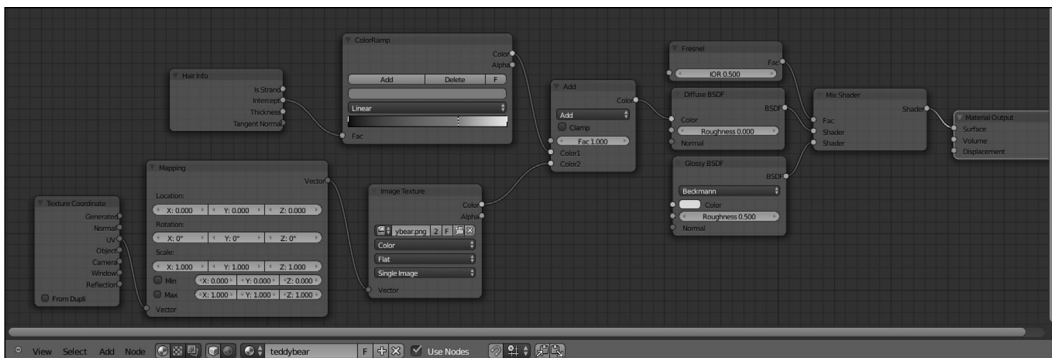 Hair Info
Is Strand
Intercept
Thickness
Tangent Normal
ColorRamp
Color
Alpha
Add Delete F
Linear
Fac
Add
Color
Add
Clamp
Fac 1.000
Color1
Color2
Fresnel
Fac
IOR 0.500
Diffuse BSDF
BSDF
Color
Roughness 0.000
Normal
Glossy BSDF
BSDF
Beckmann
Color
Roughness 0.500
Normal
Mix Shader
Shader
Fac
Shader
Shader
Material Output
Surface
Volume
Displacement
Texture Coordinate
Generated
Normal
UV
Object
Camera
Window
Reflection
From Dupli
Mapping
Vector
Location:
X: 0.000 Y: 0.000 Z: 0.000
Rotation:
X: 0° Y: 0° Z: 0°
Scale:
X: 1.000 Y: 1.000 Z: 1.000
Min X: 0.000 Y: 0.000 Z: 0.000
Max X: 1.000 Y: 1.000 Z: 1.000
Vector
Image Texture
Color
Alpha
ybear.png 2 F
Color
Flat
Single Image
Vector
View Select Add Node teddybear F Use Nodes